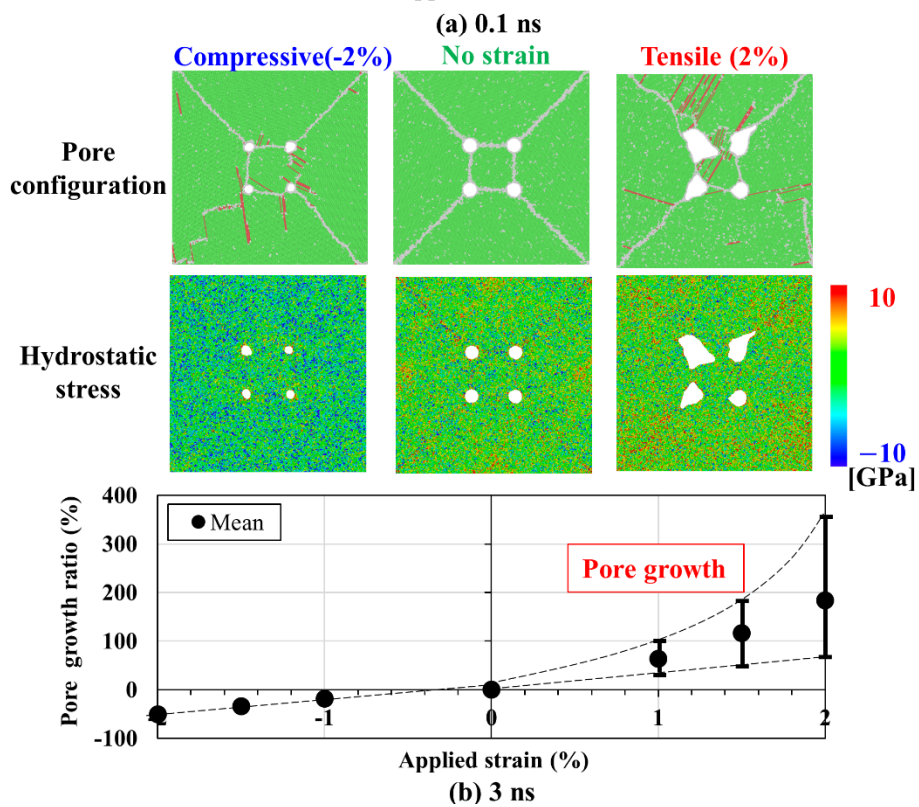 (a) 0.1 ns
Compressive(-2%) No strain Tensile (2%)
Pore
configuration
Hydrostatic
stress
10
−10
[GPa]
400
300
200
100
0
-100
Pore growth ratio (%)
Mean
Pore growth
-2 -1 0 1 2
Applied strain (%)
(b) 3 ns